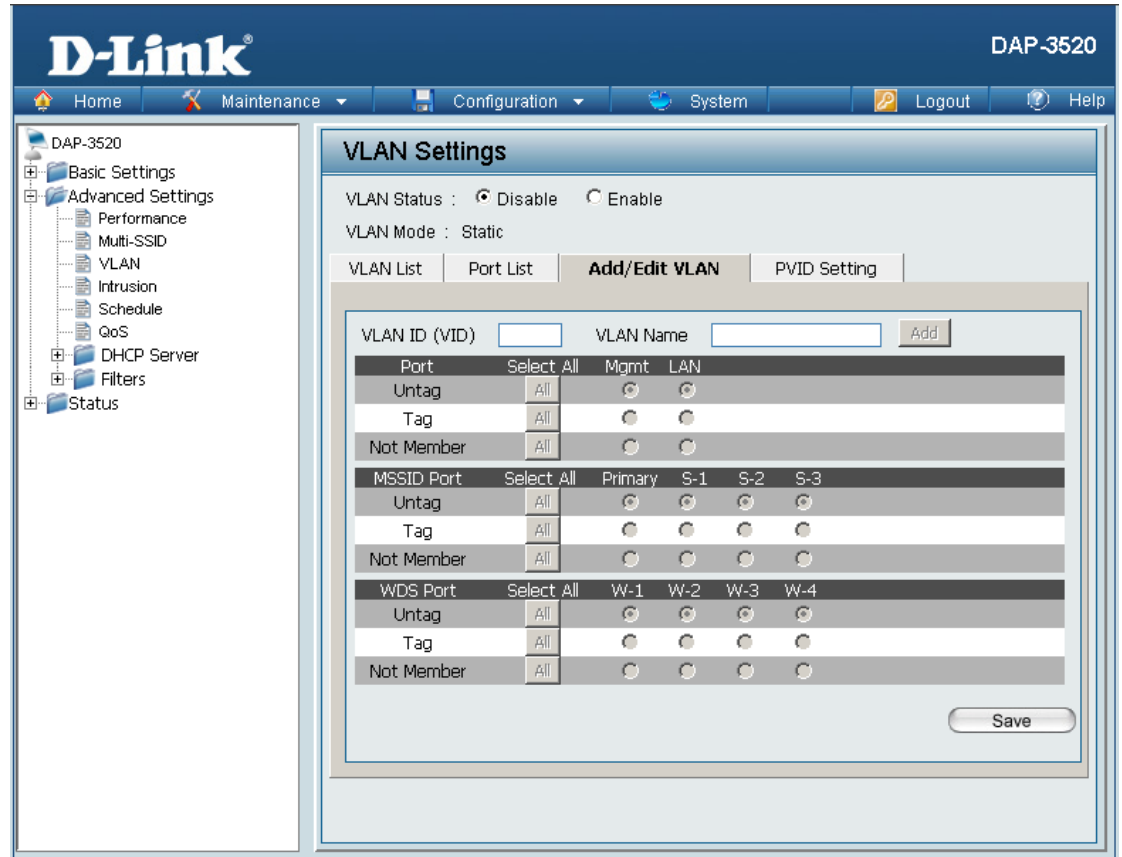 D-Link®
DAP-3520
Home Maintenance Configuration System Logout Help
DAP-3520
Basic Settings
Advanced Settings
Performance
Multi-SSID
VLAN
Intrusion
Schedule
QoS
DHCP Server
Filters
Status
VLAN Settings
VLAN Status : Disable Enable
VLAN Mode : Static
VLAN List Port List Add/Edit VLAN PVID Setting
VLAN ID (VID) VLAN Name Add
Port Select All Mgmt LAN
Untag All
Tag All
Not Member All
MSSID Port Select All Primary S-1 S-2 S-3
Untag All
Tag All
Not Member All
WDS Port Select All W-1 W-2 W-3 W-4
Untag All
Tag All
Not Member All
Save